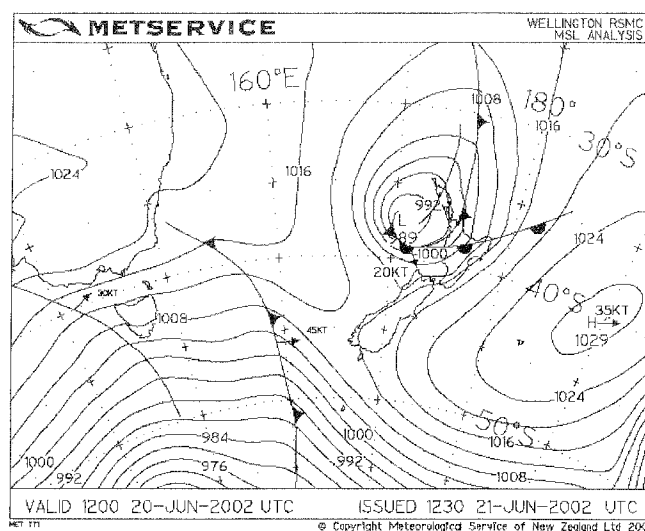 METSERVICE
WELLINGTON RSMC
MSL ANALYSIS
160°E
1008
180°
1016
30°S
1024
1016
992
L
989
1000
1024
20KT
30KT
40°S
35KT
H
1029
1008
45KT
1024
50°S
984
1000
1016
1000
992
976
992
1008
VALID 1200 20-JUN-2002 UTC ISSUED 1230 21-JUN-2002 UTC
© Copyright Meteorological Service of New Zealand Ltd 200